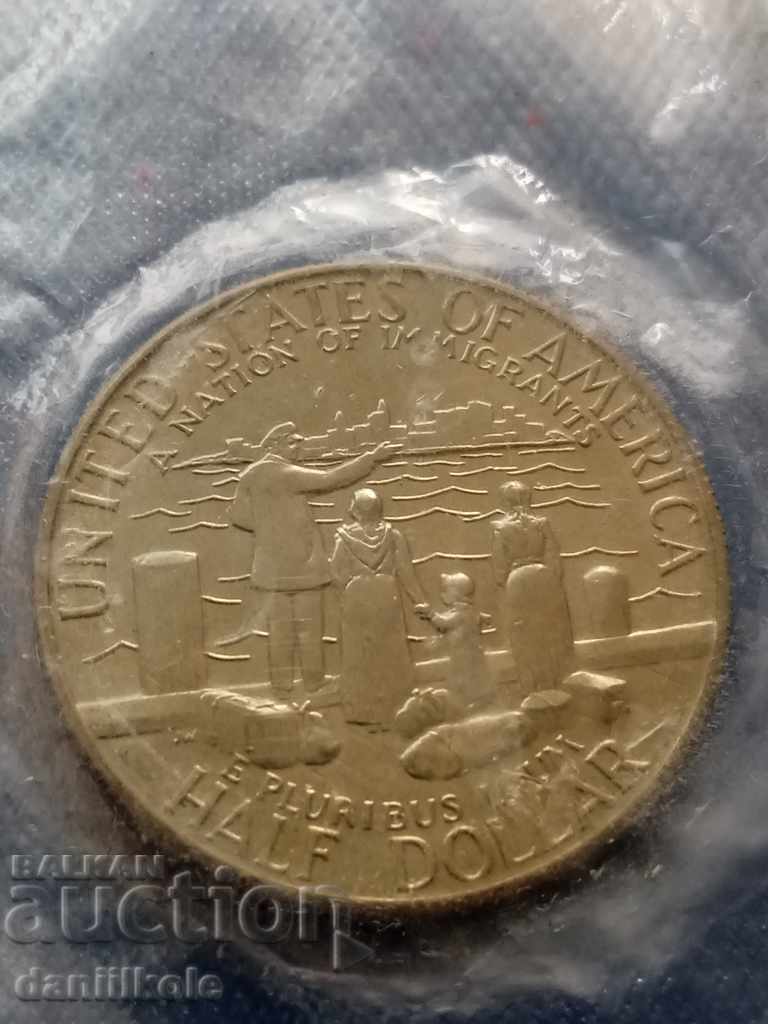 UNITED STATES OF AMERICA
A NATION OF IMMIGRANTS
E PLURIBUS UNUM
HALF DOLLAR
BALKAN
auction
daniilkole